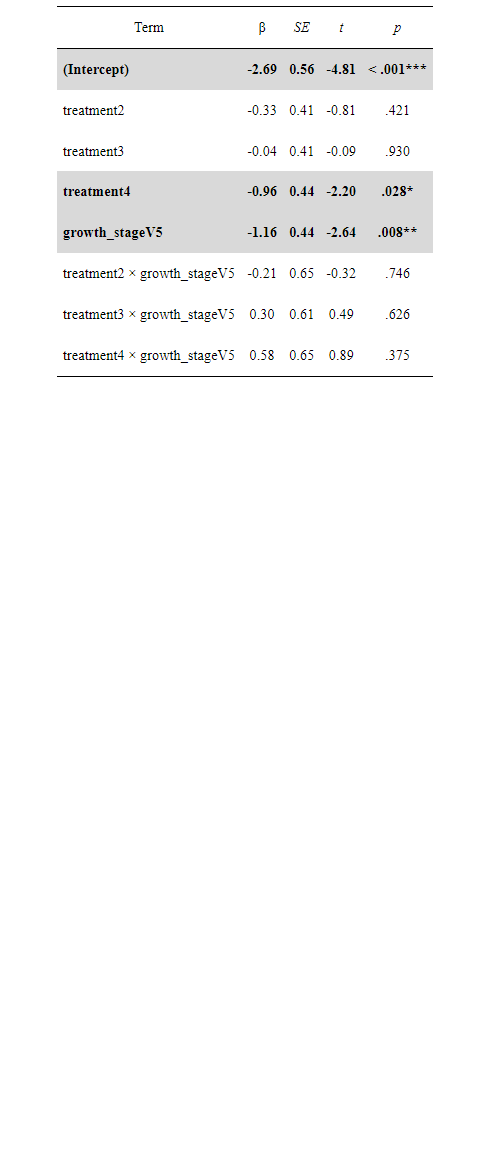 Term β SE t p
(Intercept) -2.69 0.56 -4.81 < .001***
treatment2 -0.33 0.41 -0.81 .421
treatment3 -0.04 0.41 -0.09 .930
treatment4 -0.96 0.44 -2.20 .028*
growth_stageV5 -1.16 0.44 -2.64 .008**
treatment2 × growth_stageV5 -0.21 0.65 -0.32 .746
treatment3 × growth_stageV5 0.30 0.61 0.49 .626
treatment4 × growth_stageV5 0.58 0.65 0.89 .375